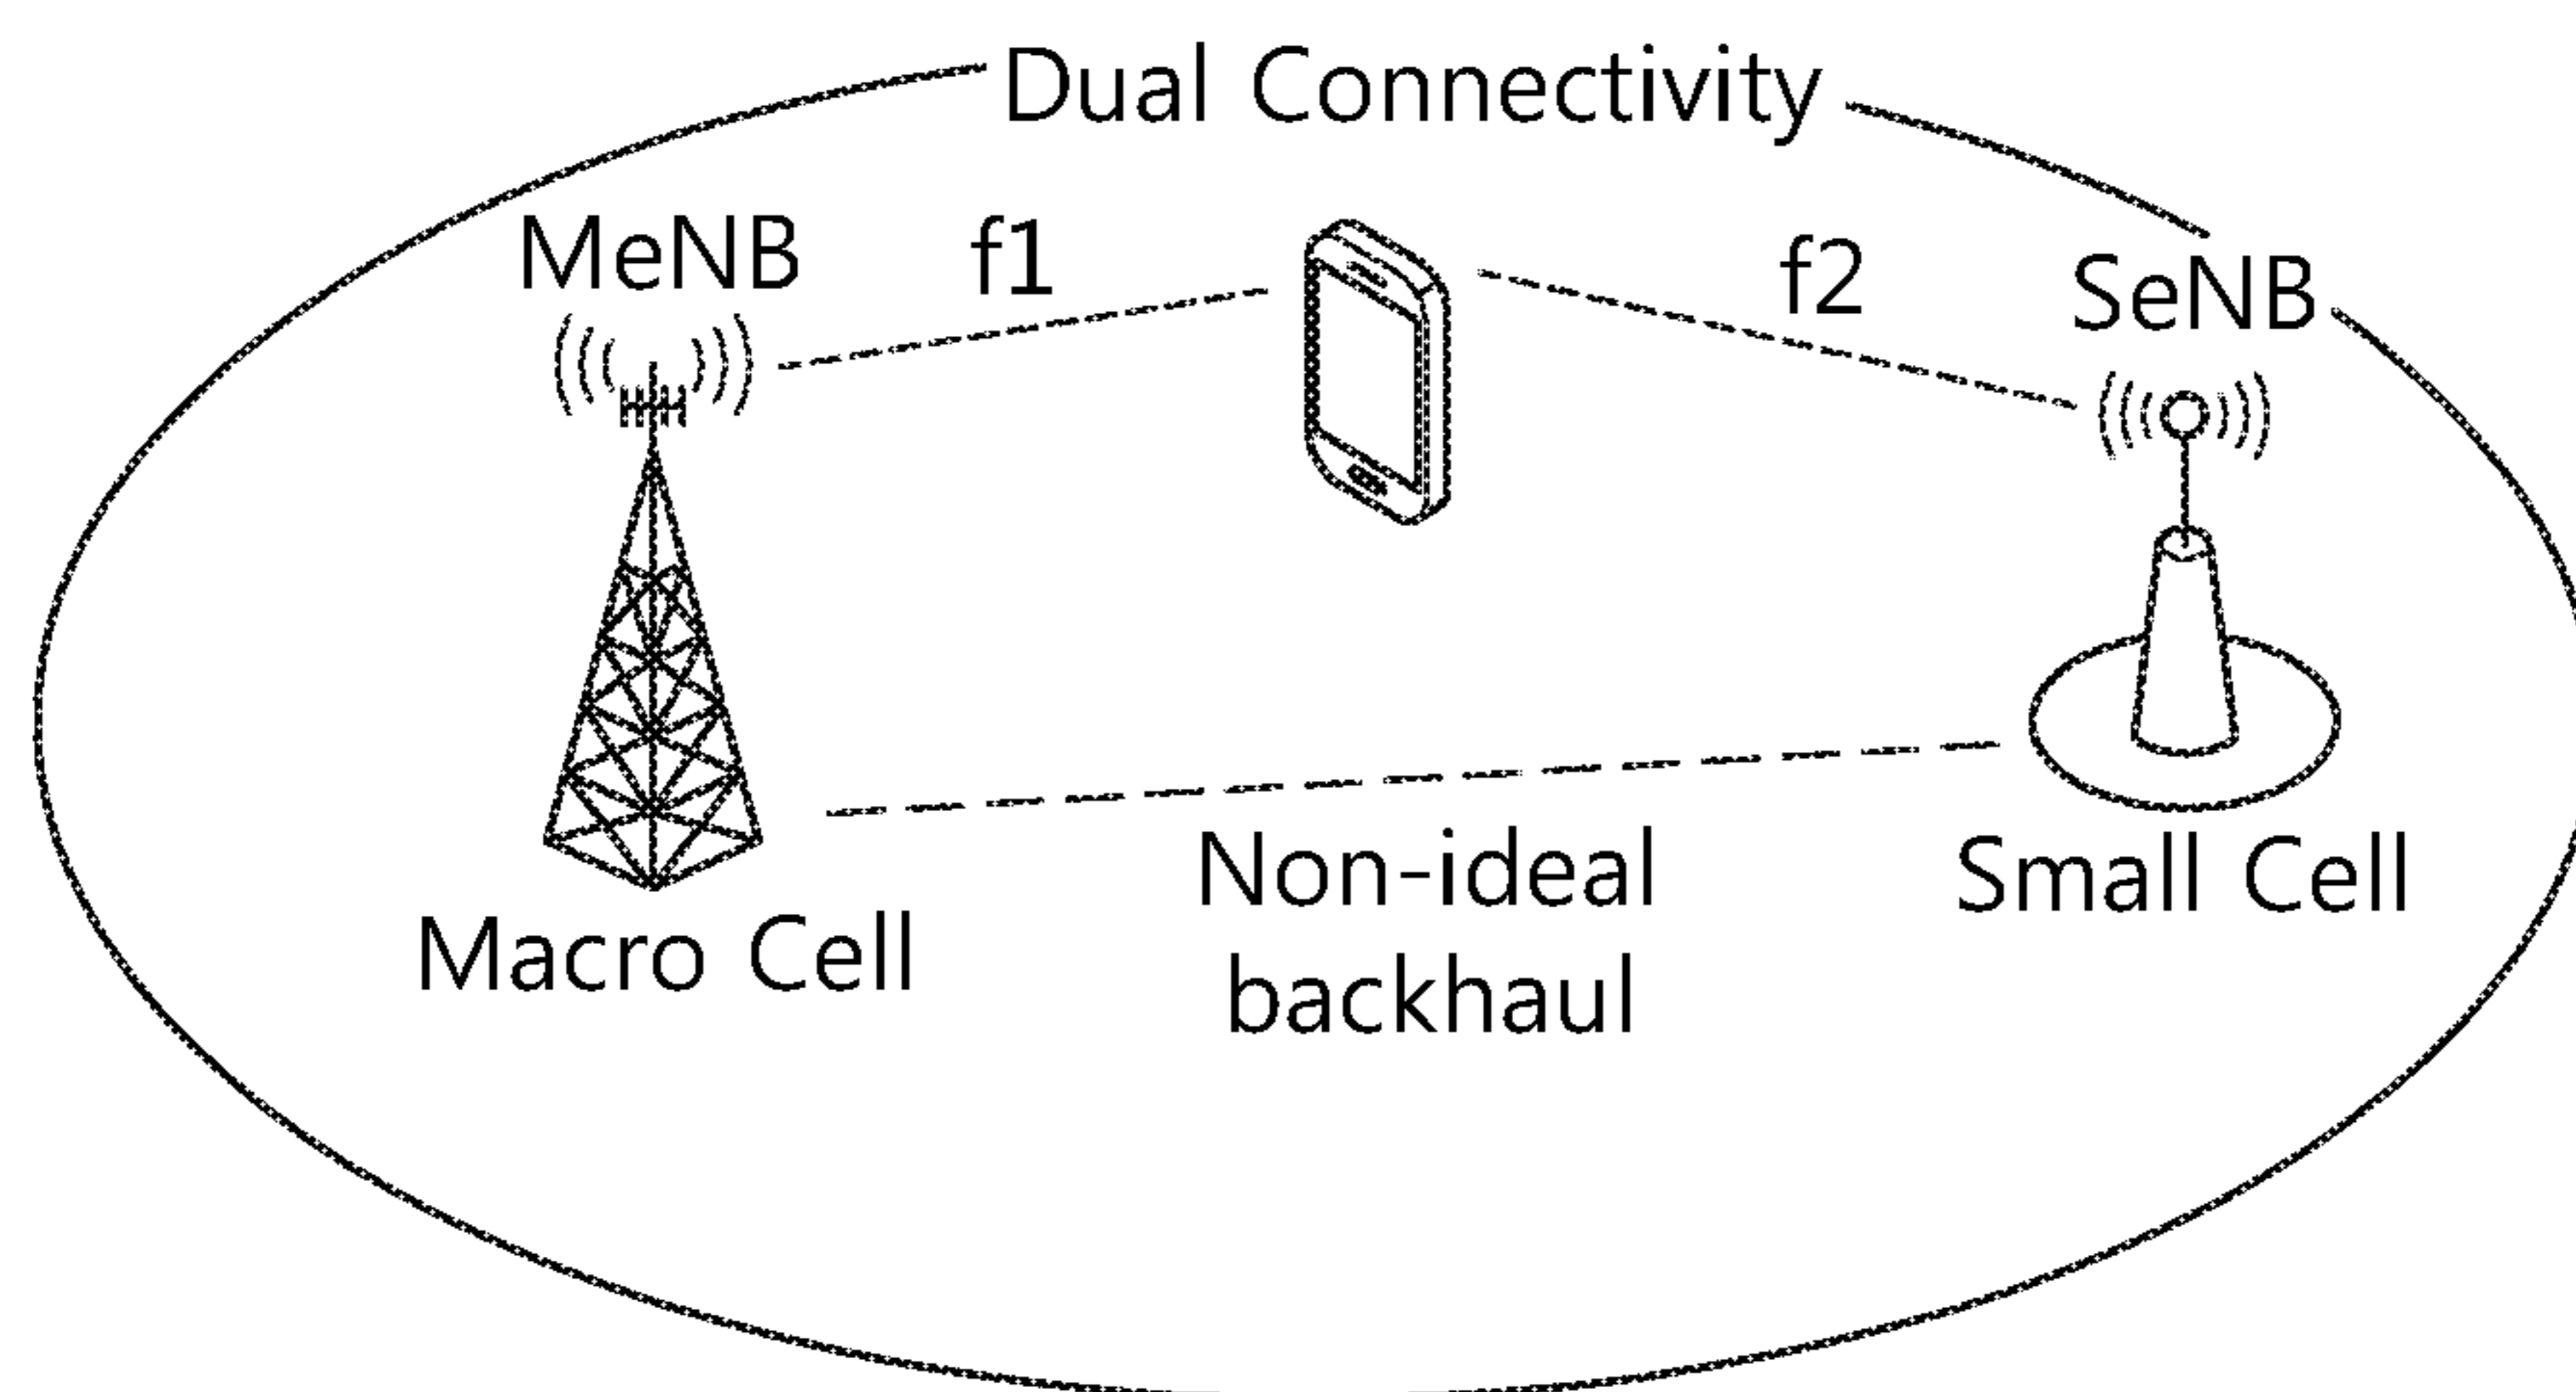 Dual Connectivity
MeNB
f1
f2
SeNB
Non-ideal
backhaul
Small Cell
Macro Cell